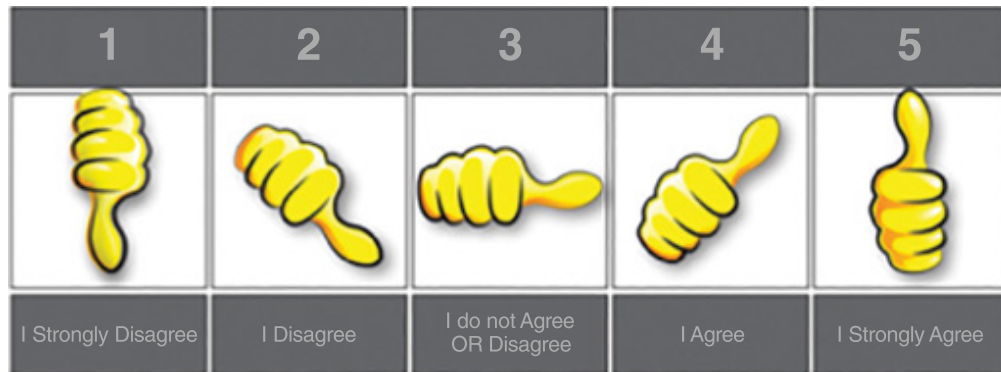 1 2 3 4 5
I Strongly Disagree
I Disagree
I do not Agree
OR Disagree
I Agree
I Strongly Agree